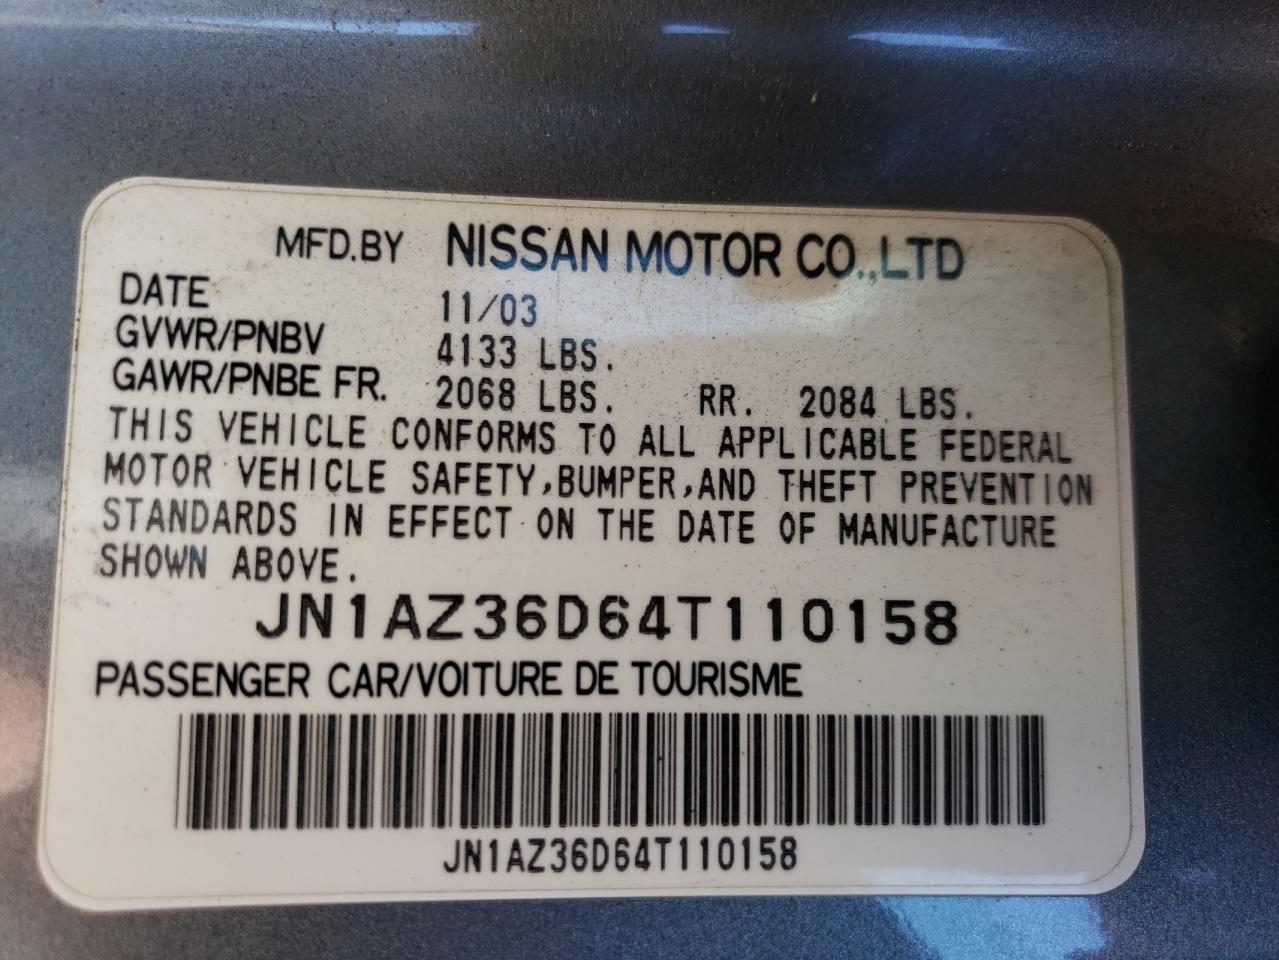 MFD.BY NISSAN MOTOR CO.,LTD
DATE 11/03
GVWR/PNBV 4133 LBS.
GAWR/PNBE FR. 2068 LBS. RR. 2084 LBS.
THIS VEHICLE CONFORMS TO ALL APPLICABLE FEDERAL
MOTOR VEHICLE SAFETY,BUMPER,AND THEFT PREVENTION
STANDARDS IN EFFECT ON THE DATE OF MANUFACTURE
SHOWN ABOVE.
JN1AZ36D64T110158
PASSENGER CAR/VOITURE DE TOURISME
JN1AZ36D64T110158